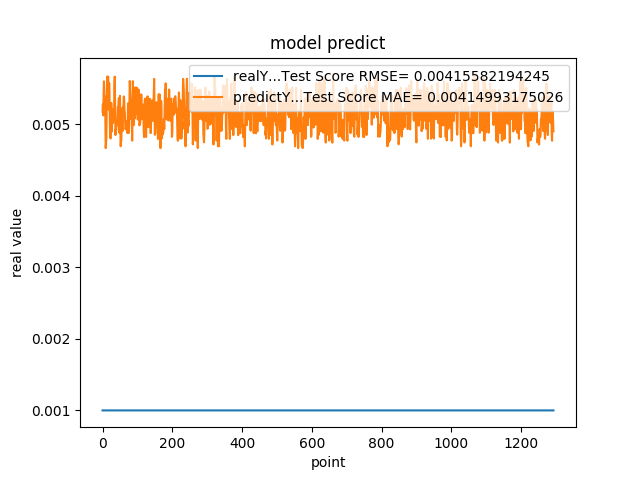 model predict
realY...Test Score RMSE= 0.00415582194245
predictY...Test Score MAE= 0.00414993175026
0.005
0.004
0.003
0.002
0.001
real value
0 200 400 600 800 1000 1200
point